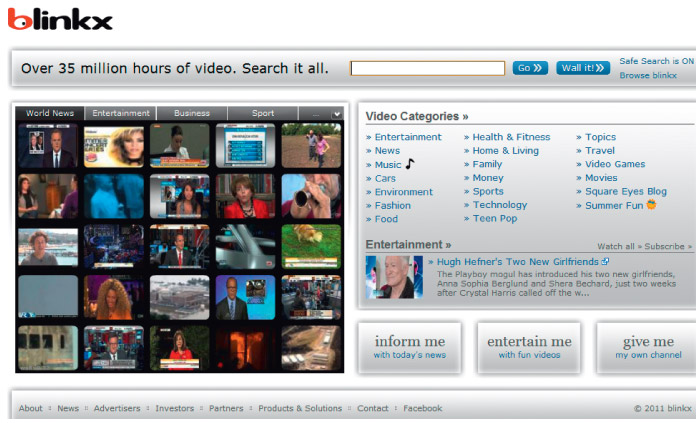 blinkx
Over 35 million hours of video. Search it all.
Go »
Wall it! »
Safe Search is ON
Browse blinkx
World News
Entertainment
Business
Sport
...
Video Categories »
» Entertainment
» News
» Music
» Cars
» Environment
» Fashion
» Food
» Health & Fitness
» Home & Living
» Family
» Money
» Sports
» Technology
» Teen Pop
» Topics
» Travel
» Video Games
» Movies
» Square Eyes Blog
» Summer Fun
Entertainment »
Watch all » Subscribe »
» Hugh Hefner's Two New Girlfriends
The Playboy mogul has introduced his two new girlfriends,
Anna Sophia Berglund and Shera Bechard, just two weeks
after Crystal Harris called off the w...
inform me
with today's news
entertain me
with fun videos
give me
my own channel
About : News : Advertisers : Investors : Partners : Products & Solutions : Contact : Facebook
© 2011 blinkx